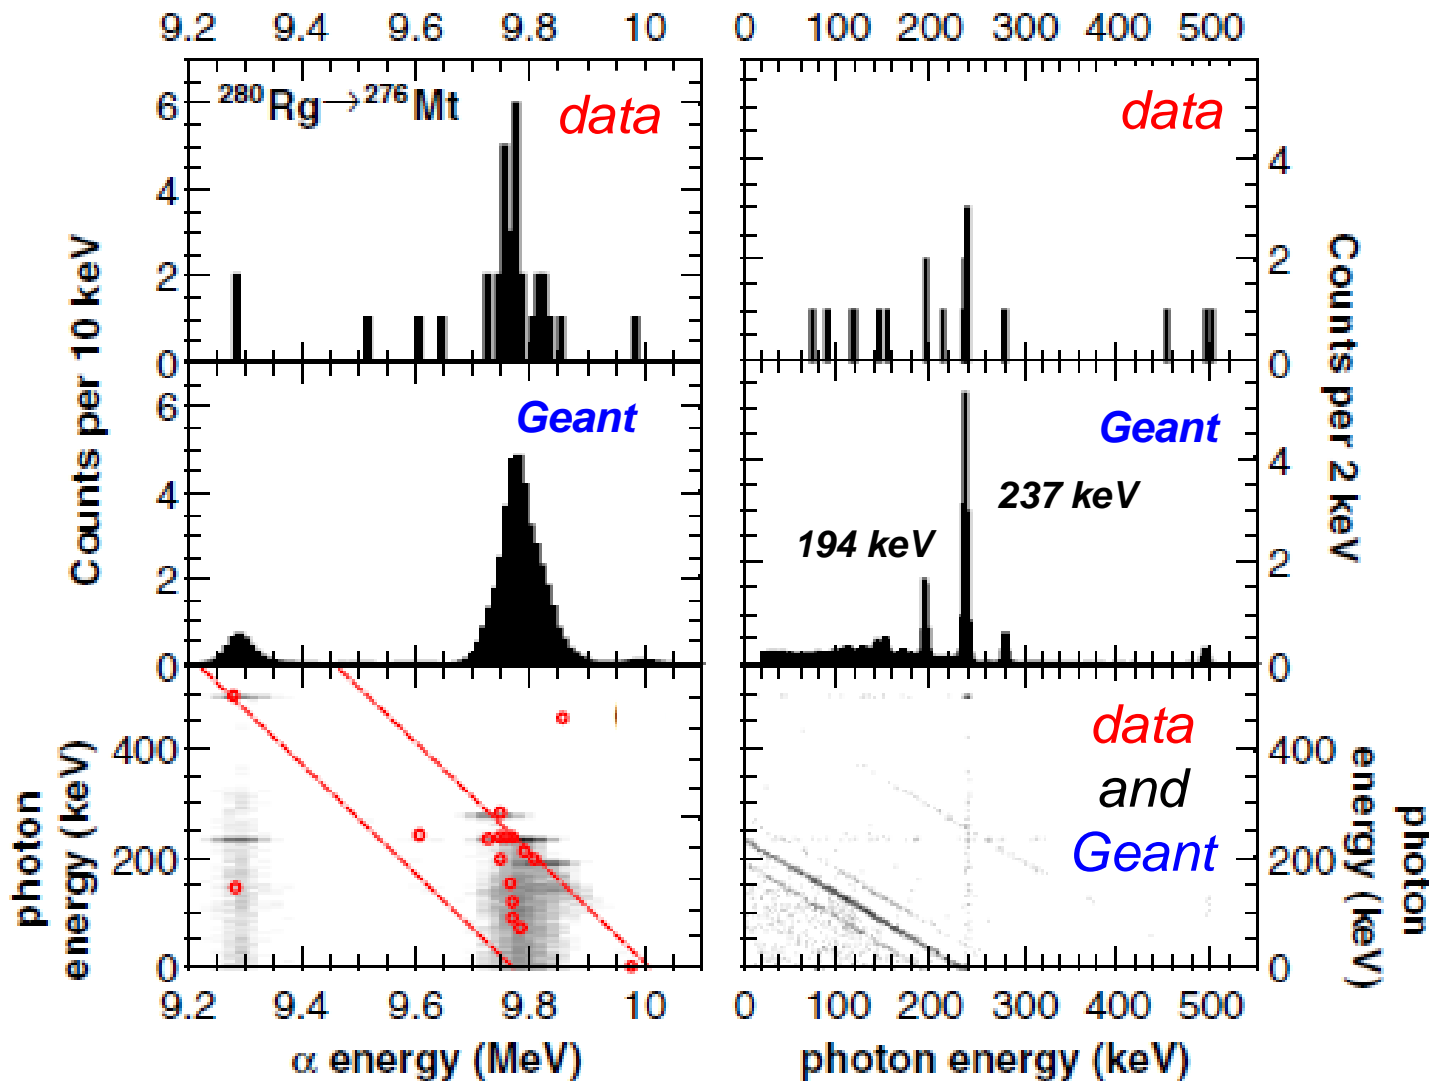 9.2 9.4 9.6 9.8 10 0 100 200 300 400 500
²⁸⁰Rg→²⁷⁶Mt
data
data
6
4
2
0
4
2
0
Counts per 10 keV
Counts per 2 keV
Geant
Geant
237 keV
194 keV
6
4
2
0
4
2
0
data
and
Geant
photon
energy (keV)
400
200
0
400
200
0
photon
energy (keV)
9.2 9.4 9.6 9.8 10 0 100 200 300 400 500
α energy (MeV)
photon energy (keV)